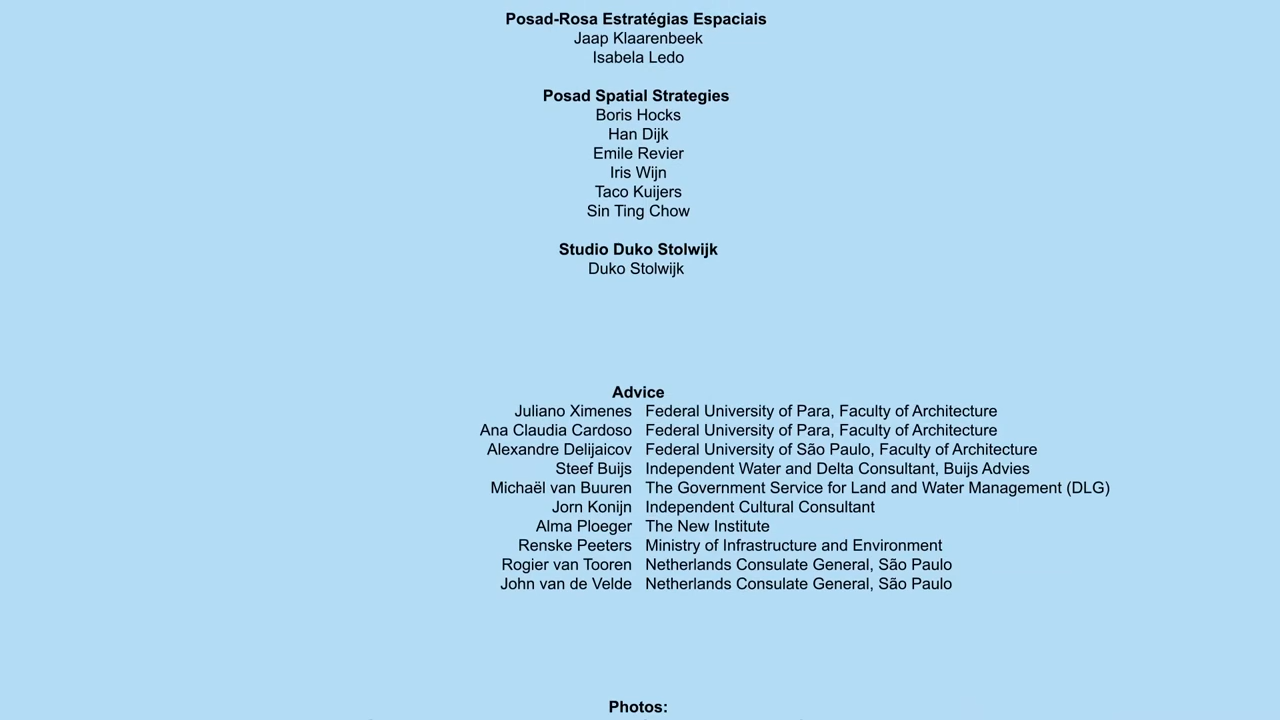 Posad-Rosa Estratégias Espaciais
Jaap Klaarenbeek
Isabela Ledo
Posad Spatial Strategies
Boris Hocks
Han Dijk
Emile Revier
Iris Wijn
Taco Kuijers
Sin Ting Chow
Studio Duko Stolwijk
Duko Stolwijk
Advice
Juliano Ximenes Federal University of Para, Faculty of Architecture
Ana Claudia Cardoso Federal University of Para, Faculty of Architecture
Alexandre Delijaicov Federal University of São Paulo, Faculty of Architecture
Steef Buijs Independent Water and Delta Consultant, Buijs Advies
Michaël van Buuren The Government Service for Land and Water Management (DLG)
Jorn Konijn Independent Cultural Consultant
Alma Ploeger The New Institute
Renske Peeters Ministry of Infrastructure and Environment
Rogier van Tooren Netherlands Consulate General, São Paulo
John van de Velde Netherlands Consulate General, São Paulo
Photos: